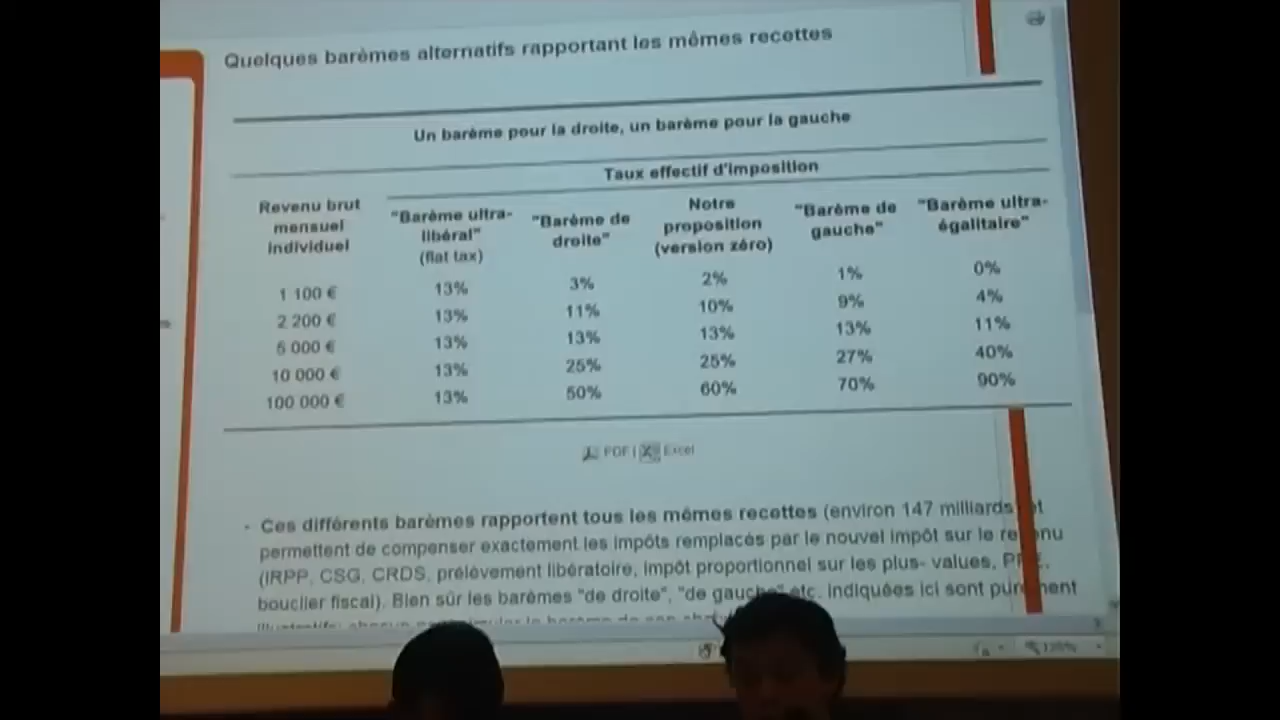 Quelques barèmes alternatifs rapportant les mêmes recettes
Un barème pour la droite, un barème pour la gauche
Taux effectif d'imposition
Revenu brut mensuel individuel
"Barème ultra-libéral" (flat tax)
"Barème de droite"
Notre proposition (version zéro)
"Barème de gauche"
"Barème ultra-égalitaire"
1 100 € 13% 3% 2% 1% 0%
2 200 € 13% 11% 10% 9% 4%
5 000 € 13% 13% 13% 13% 11%
10 000 € 13% 25% 25% 27% 40%
100 000 € 13% 50% 60% 70% 90%
PDF | Excel
- Ces différents barèmes rapportent tous les mêmes recettes (environ 147 milliards) et
permettent de compenser exactement les impôts remplacés par le nouvel impôt sur le revenu
(IRPP, CSG, CRDS, prélèvement libératoire, impôt proportionnel sur les plus- values, PPE,
bouclier fiscal). Bien sûr les barèmes "de droite", "de gauche" etc. indiquées ici sont purement